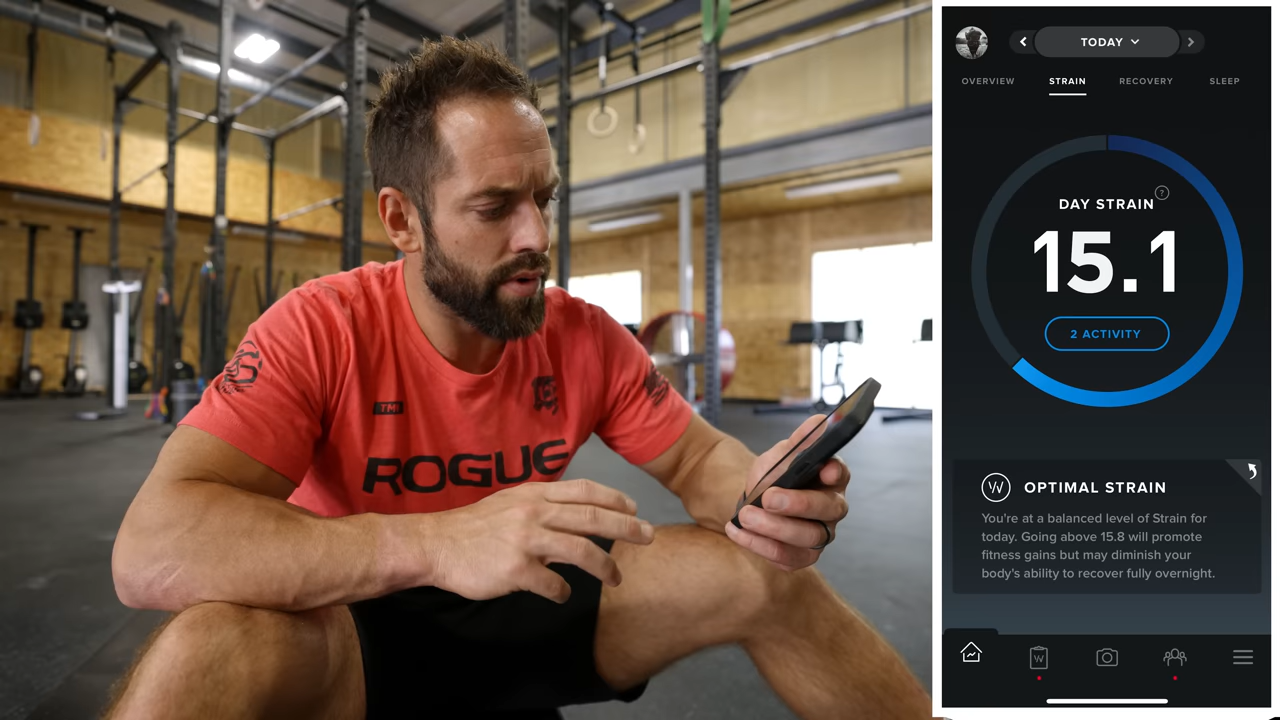 TMI
ROGUE
TODAY
OVERVIEW STRAIN RECOVERY SLEEP
?
DAY STRAIN
15.1
2 ACTIVITY
W OPTIMAL STRAIN
You're at a balanced level of Strain for
today. Going above 15.8 will promote
fitness gains but may diminish your
body's ability to recover fully overnight.
W